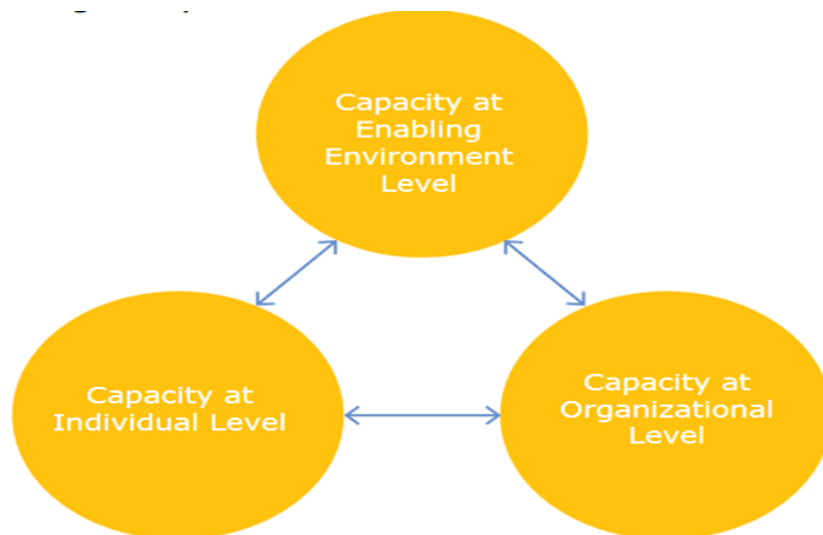 Capacity at
Enabling
Environment
Level
Capacity at
Individual Level
Capacity at
Organizational
Level